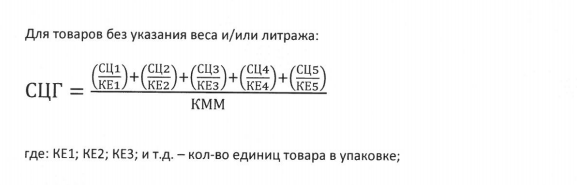 Для товаров без указания веса и/или литража:
СЦГ = ((СЦ1/КЕ1)+(СЦ2/КЕ2)+(СЦ3/КЕ3)+(СЦ4/КЕ4)+(СЦ5/КЕ5))/КММ
где: КЕ1; КЕ2; КЕ3; и т.д. – кол-во единиц товара в упаковке;